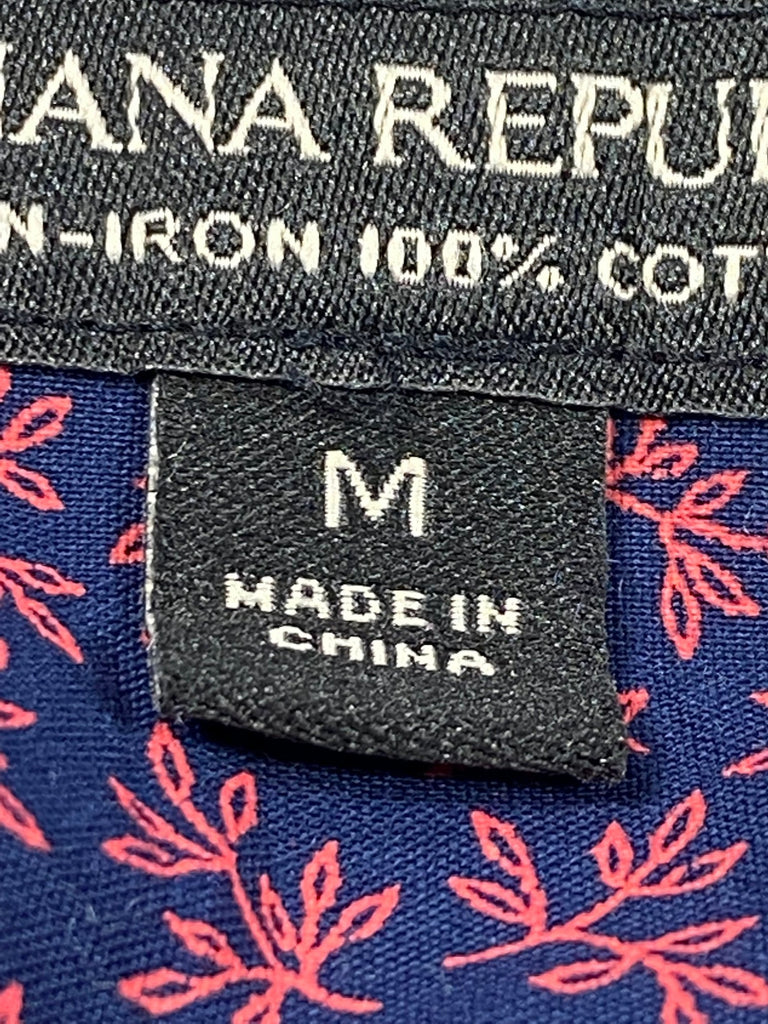 ANA REPU
N-IRON 100% COT
M
MADE IN
CHINA